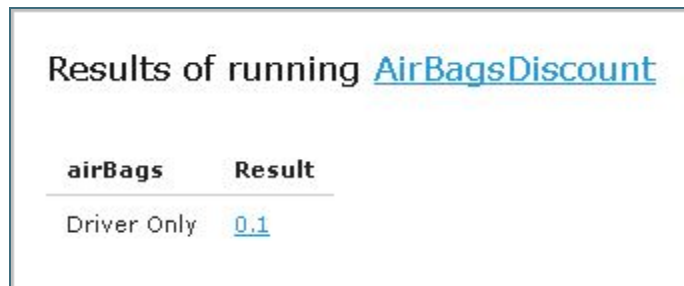 Results of running AirBagsDiscount
airBags Result
Driver Only 0.1